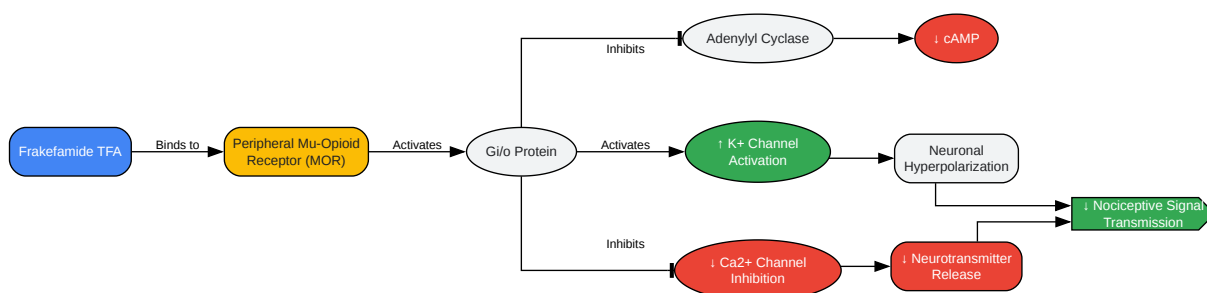 Inhibits
Adenylyl Cyclase
↓ cAMP
Frakefamide TFA
Binds to
Peripheral Mu-Opioid
Receptor (MOR)
Activates
Gi/o Protein
Activates
↑ K+ Channel
Activation
Neuronal
Hyperpolarization
↓ Nociceptive Signal
Transmission
Inhibits
↓ Ca2+ Channel
Inhibition
↓ Neurotransmitter
Release